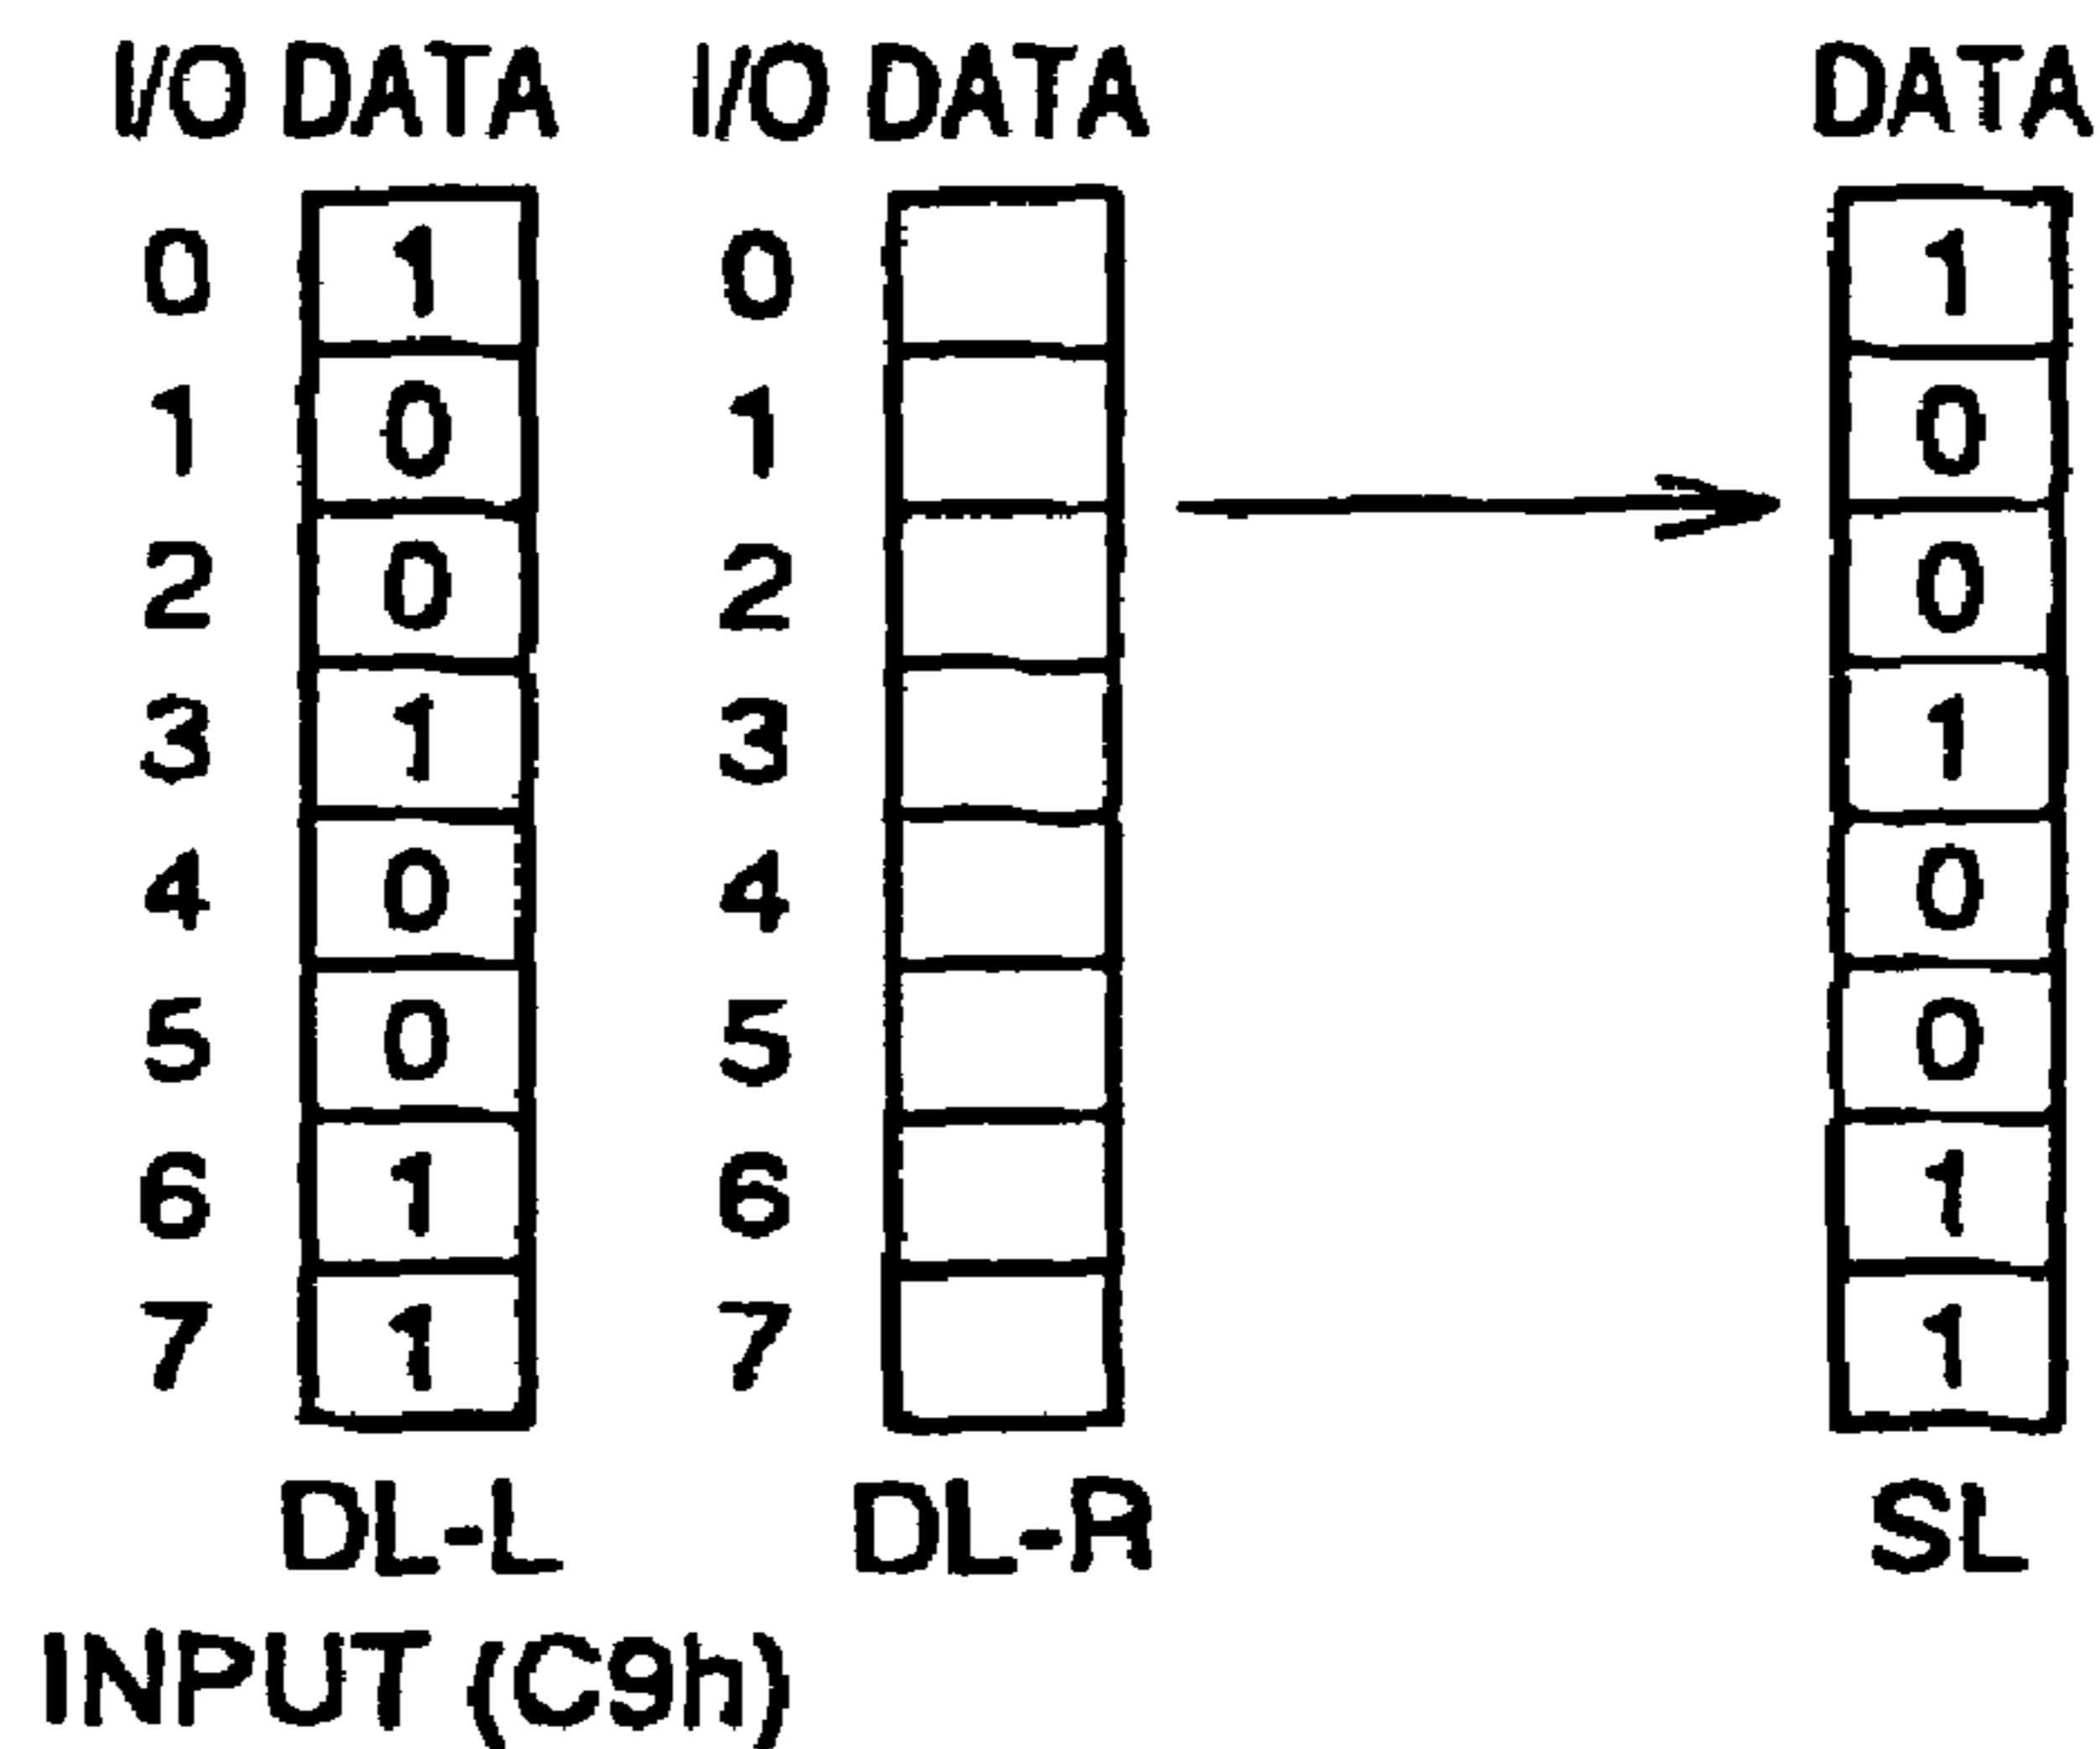 I/O DATA I/O DATA DATA
0 1 0 1
1 0 1 0
2 0 2 0
3 1 3 1
4 0 4 0
5 0 5 0
6 1 6 1
7 1 7 1
DL-L DL-R SL
INPUT (C9h)